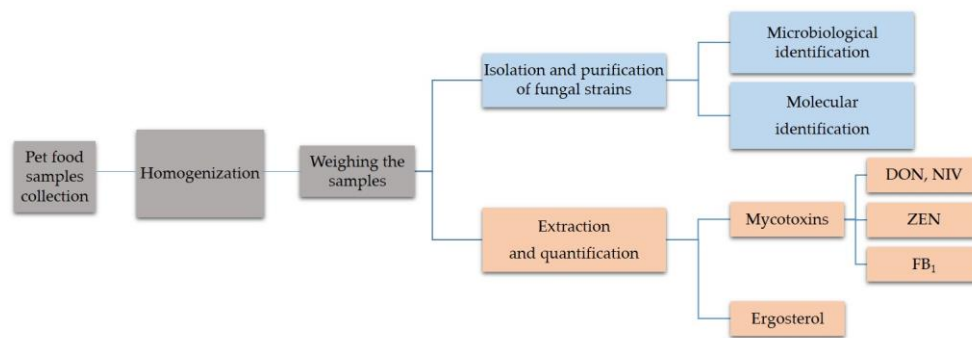 Pet food
samples
collection
Homogenization
Weighing the
samples
Isolation and purification
of fungal strains
Microbiological
identification
Molecular
identification
Extraction
and quantification
Mycotoxins
DON, NIV
ZEN
FB₁
Ergosterol